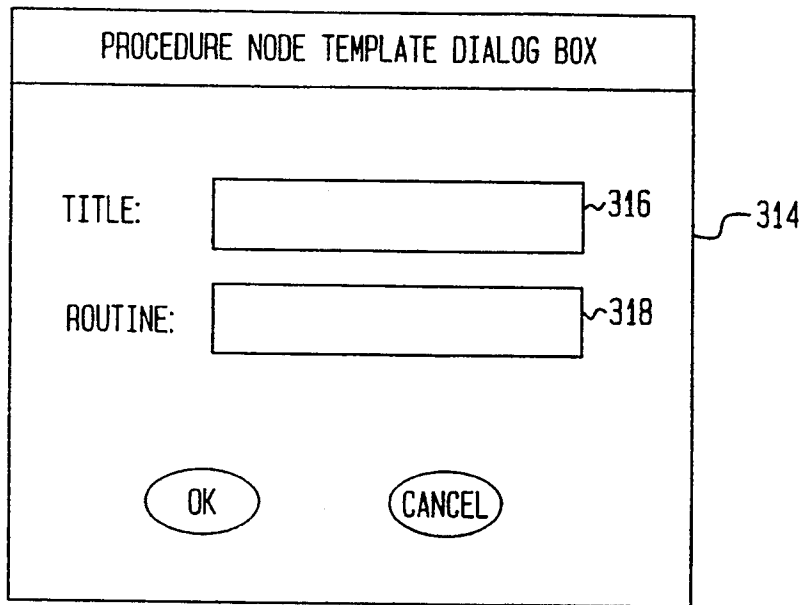 PROCEDURE NODE TEMPLATE DIALOG BOX
TITLE: 316
314
ROUTINE: 318
OK CANCEL